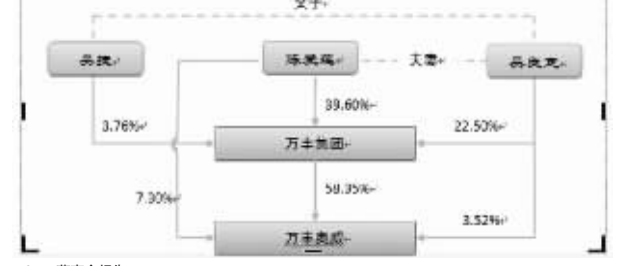 父子
吴捷 陈爱莲 夫妻 吴良定
39.60%
3.76% 22.50%
万丰集团
58.35%
7.30%
3.52%
万丰奥威